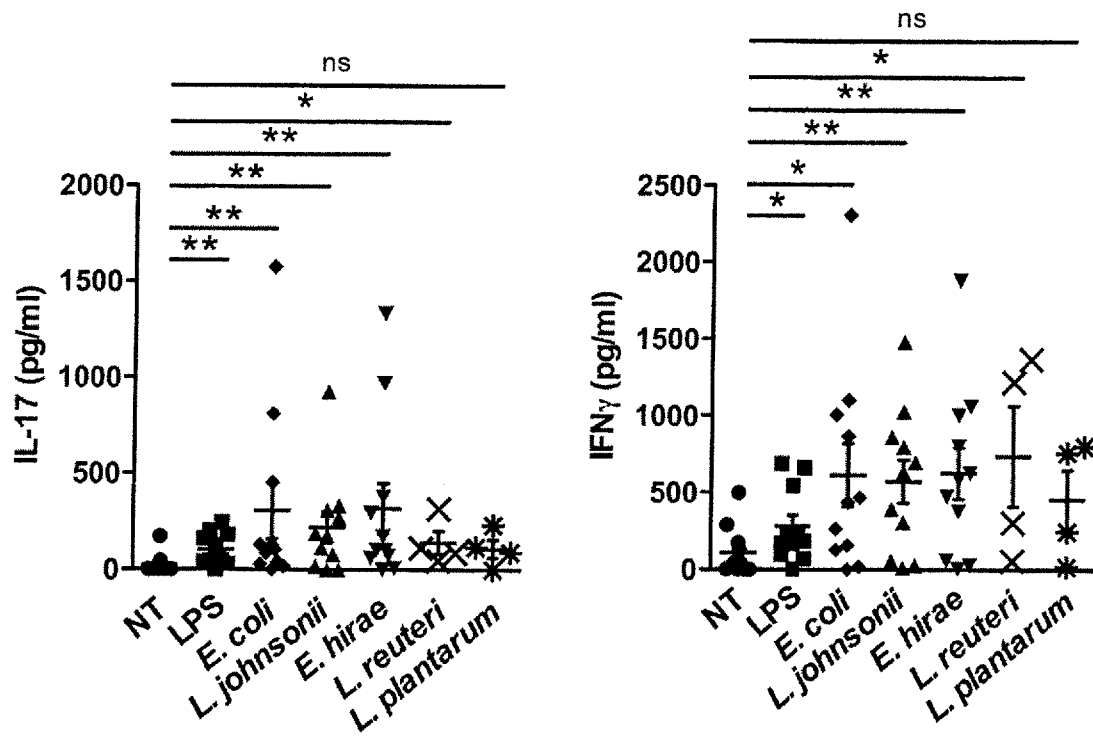 ns
*
**
**
**
**
IL-17 (pg/ml)
2000
1500
1000
500
0
NT
LPS
E. coli
L. johnsonii
E. hirae
L. reuteri
L. plantarum
ns
*
**
**
*
*
IFNγ (pg/ml)
2500
2000
1500
1000
500
0
NT
LPS
E. coli
L. johnsonii
E. hirae
L. reuteri
L. plantarum